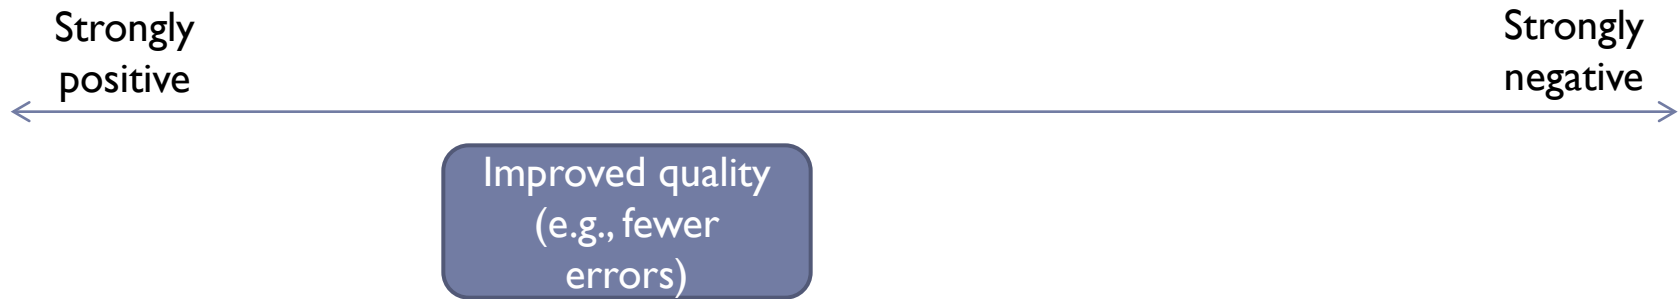 Strongly
positive
Strongly
negative
Improved quality
(e.g., fewer
errors)